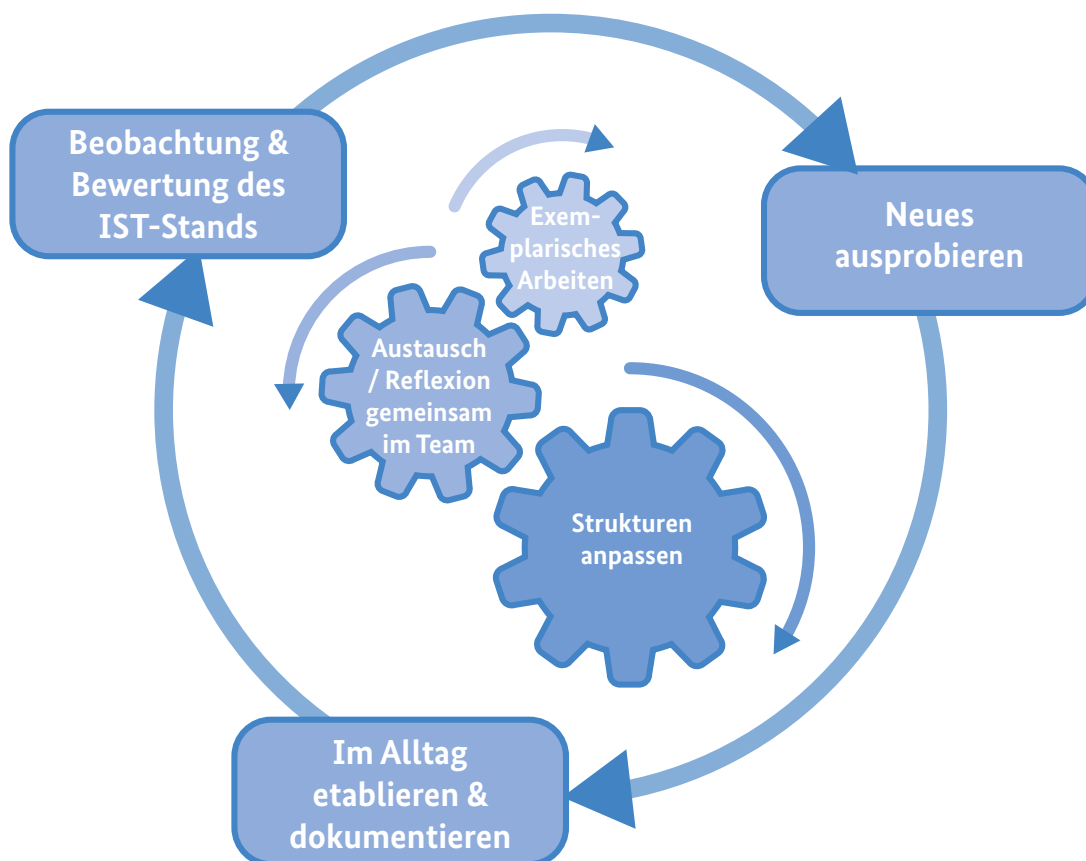 Beobachtung &
Bewertung des
IST-Stands
Neues
ausprobieren
Exem-
plarisches
Arbeiten
Austausch
/ Reflexion
gemeinsam
im Team
Strukturen
anpassen
Im Alltag
etablieren &
dokumentieren